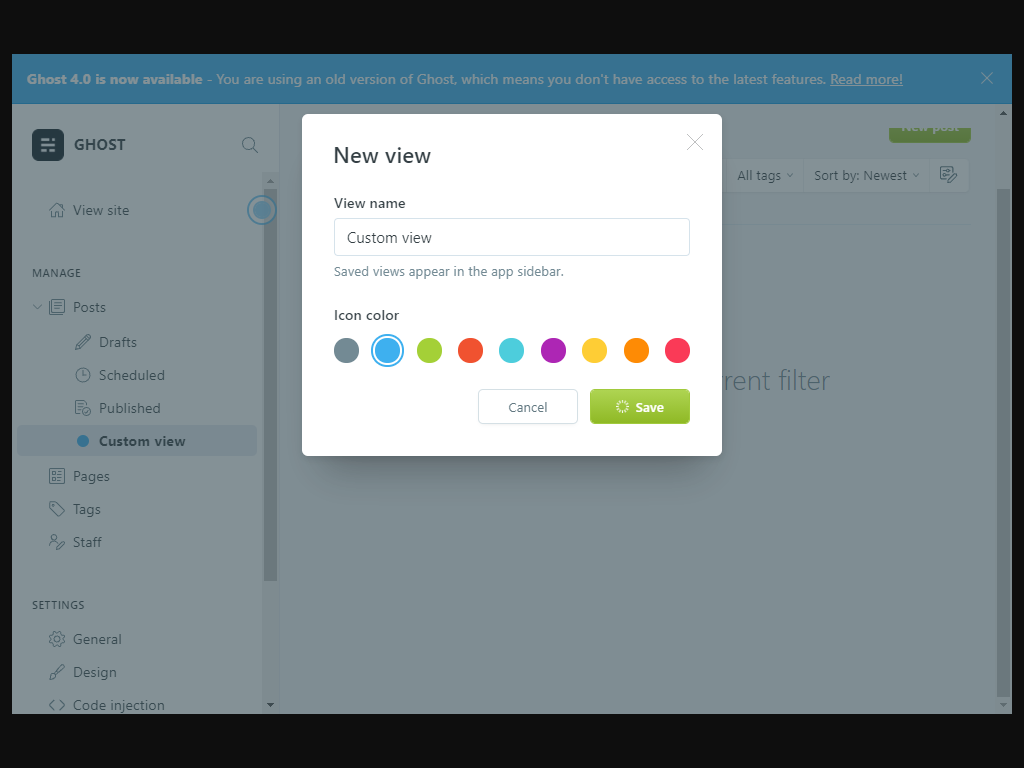 Ghost 4.0 is now available - You are using an old version of Ghost, which means you don't have access to the latest features. Read more!
GHOST
New post
All tags
Sort by: Newest
View site
MANAGE
Posts
Drafts
Scheduled
Published
Custom view
Pages
Tags
Staff
SETTINGS
General
Design
Code injection
New view
View name
Custom view
Saved views appear in the app sidebar.
Icon color
Cancel
Save
filter